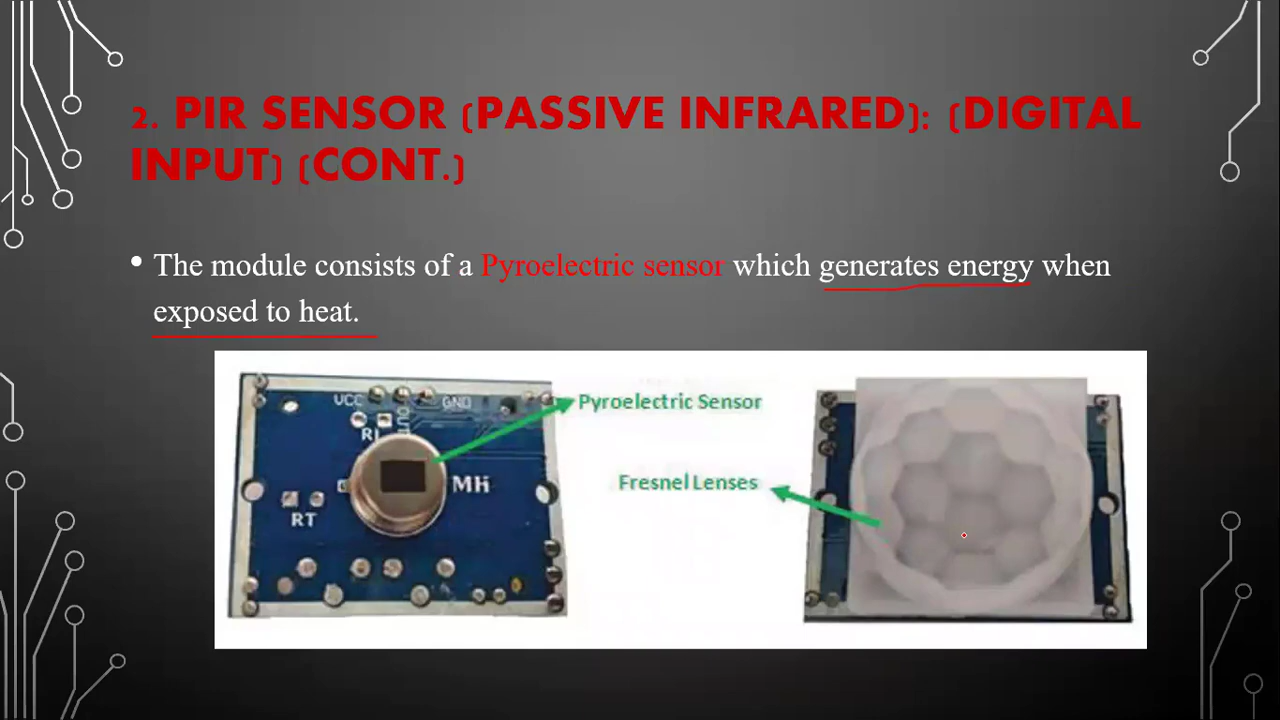 2. PIR SENSOR (PASSIVE INFRARED): (DIGITAL
INPUT) (CONT.)
• The module consists of a Pyroelectric sensor which generates energy when
exposed to heat.
VCC
GND
Pyroelectric Sensor
MH
RT
Fresnel Lenses